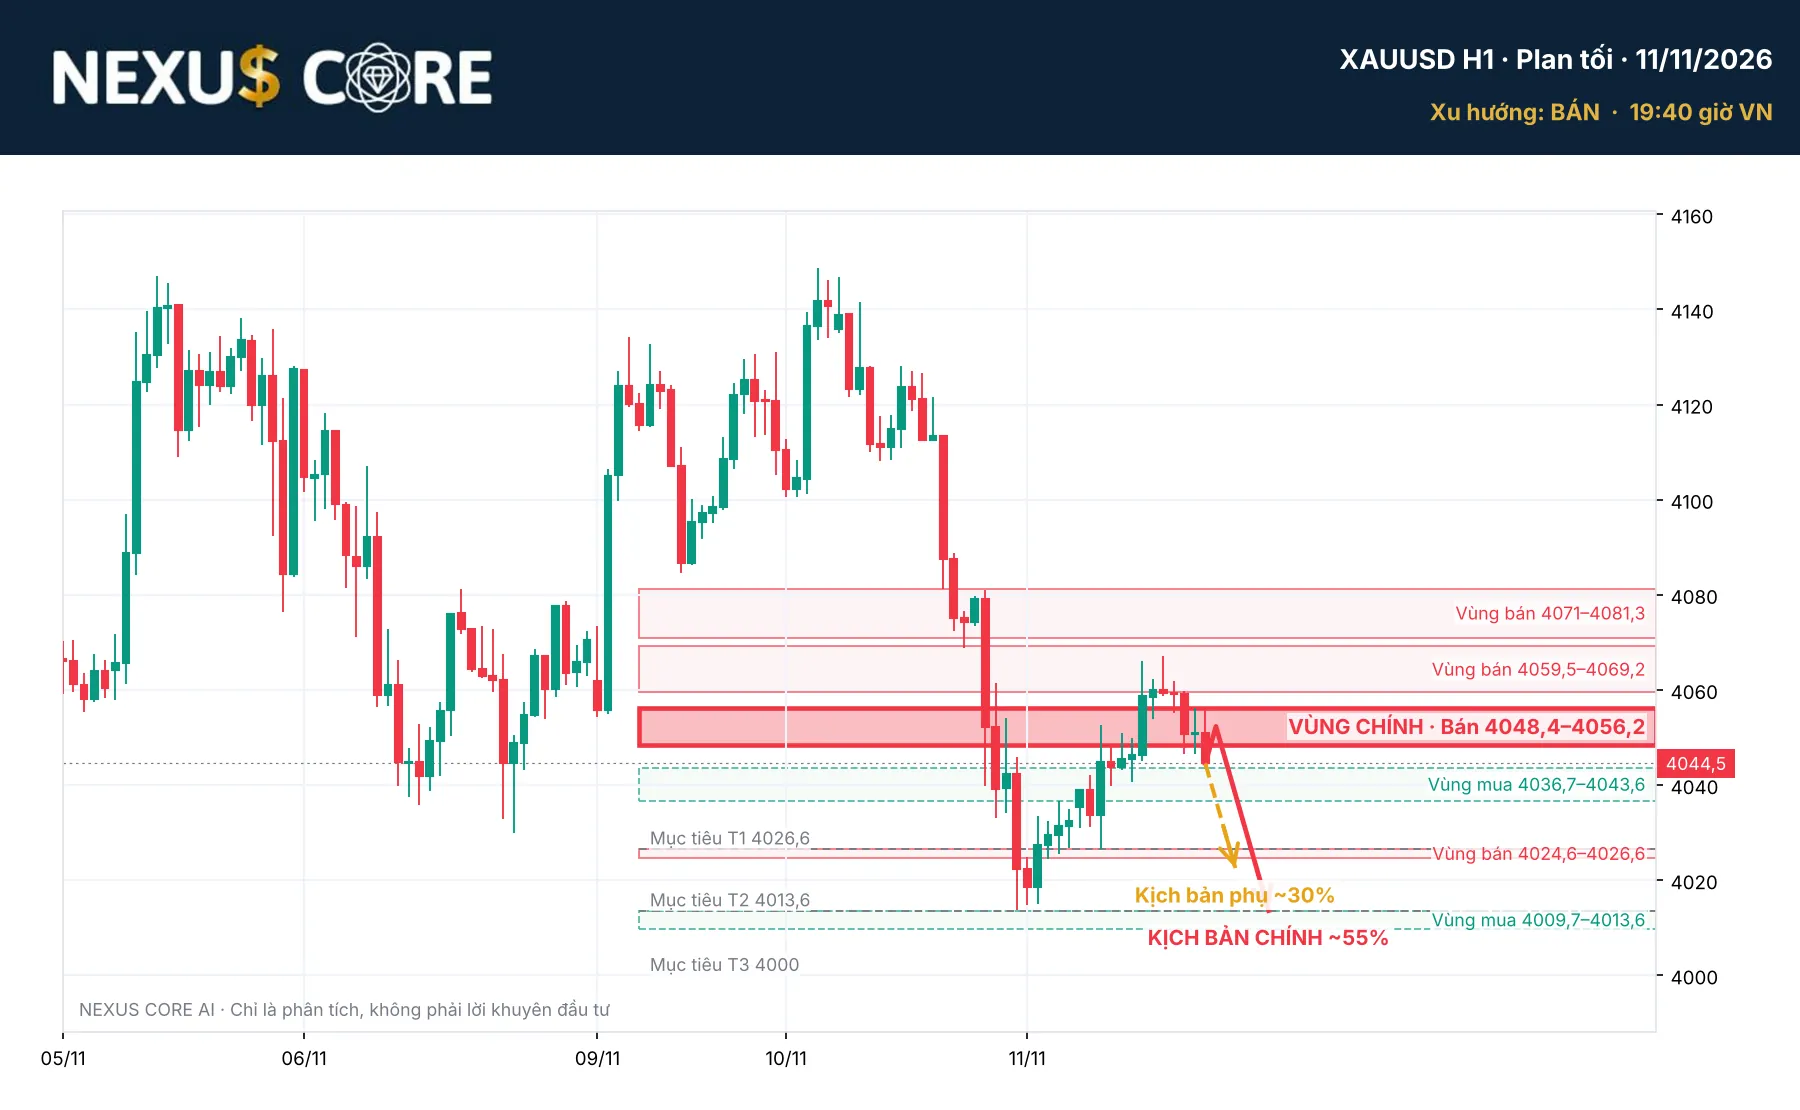 NEXU$ CORE
XAUUSD H1 · Plan tối · 11/11/2026
Xu hướng: BÁN · 19:40 giờ VN
4160
4140
4120
4100
4080
4060
4044,5
4040
4020
4000
Vùng bán 4071–4081,3
Vùng bán 4059,5–4069,2
VÙNG CHÍNH · Bán 4048,4–4056,2
Vùng mua 4036,7–4043,6
Mục tiêu T1 4026,6
Vùng bán 4024,6–4026,6
Kịch bản phụ ~30%
Mục tiêu T2 4013,6
Vùng mua 4009,7–4013,6
KỊCH BẢN CHÍNH ~55%
Mục tiêu T3 4000
NEXUS CORE AI · Chỉ là phân tích, không phải lời khuyên đầu tư
05/11
06/11
09/11
10/11
11/11